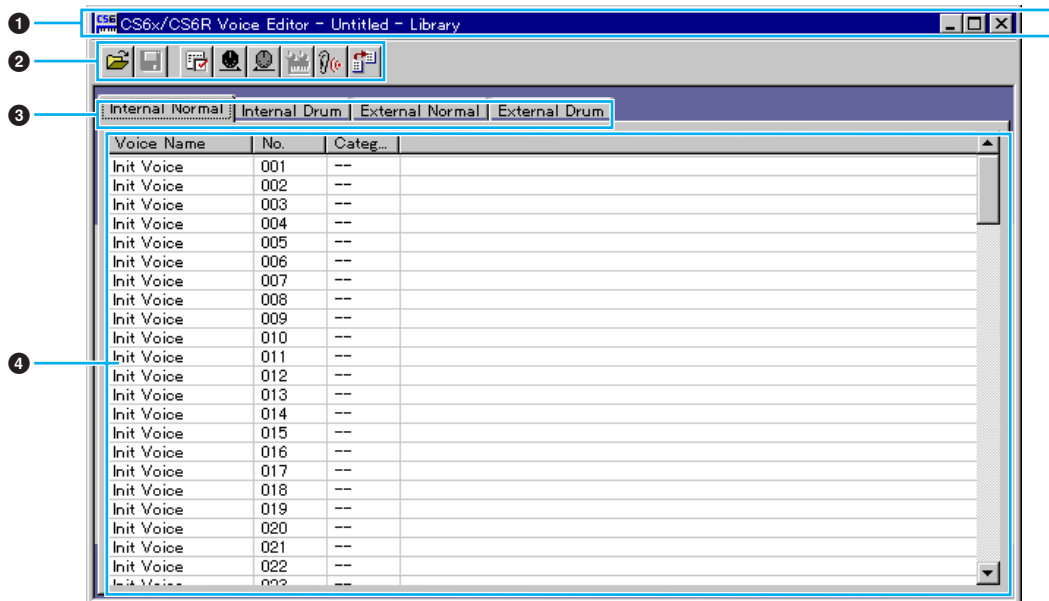 ❶ CS6x/CS6R Voice Editor - Untitled - Library
❷
❸ Internal Normal Internal Drum External Normal External Drum
Voice Name No. Categ...
Init Voice 001 --
Init Voice 002 --
Init Voice 003 --
Init Voice 004 --
Init Voice 005 --
Init Voice 006 --
Init Voice 007 --
Init Voice 008 --
Init Voice 009 --
Init Voice 010 --
❹ Init Voice 011 --
Init Voice 012 --
Init Voice 013 --
Init Voice 014 --
Init Voice 015 --
Init Voice 016 --
Init Voice 017 --
Init Voice 018 --
Init Voice 019 --
Init Voice 020 --
Init Voice 021 --
Init Voice 022 --